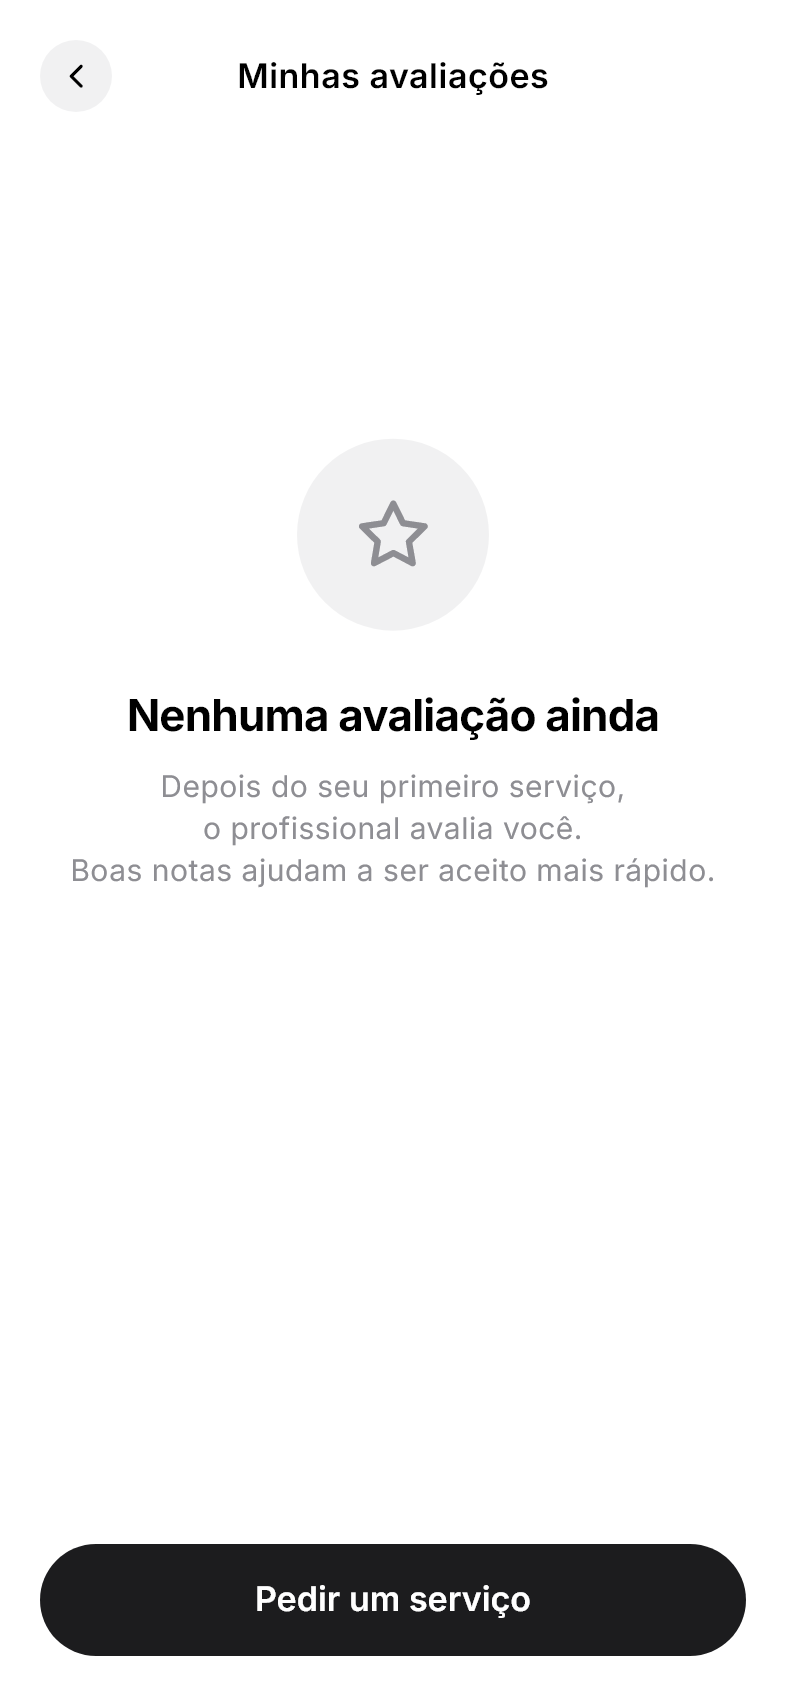 Minhas avaliações
Nenhuma avaliação ainda
Depois do seu primeiro serviço,
o profissional avalia você.
Boas notas ajudam a ser aceito mais rápido.
Pedir um serviço